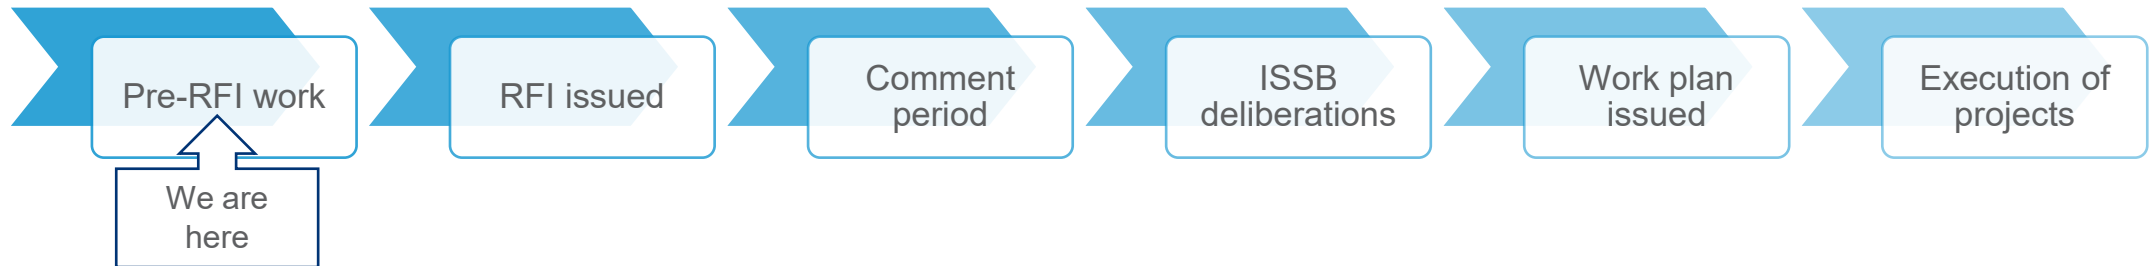 Pre-RFI work
RFI issued
Comment
period
ISSB
deliberations
Work plan
issued
Execution of
projects
We are
here